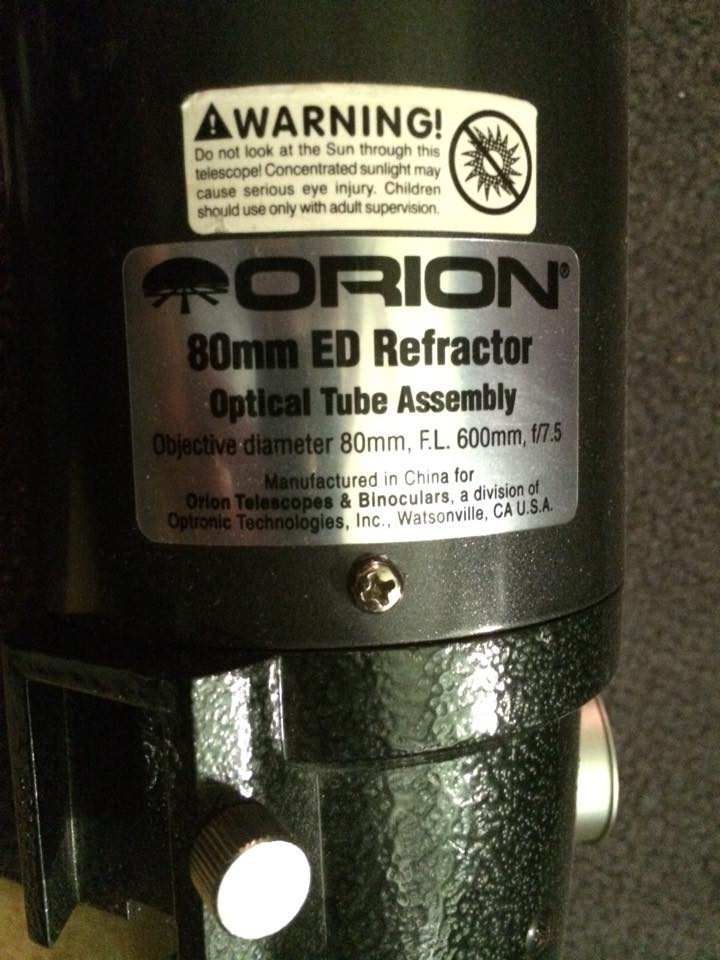 WARNING!
Do not look at the Sun through this
telescope! Concentrated sunlight may
cause serious eye injury. Children
should use only with adult supervision.
ORION®
80mm ED Refractor
Optical Tube Assembly
Objective diameter 80mm, F.L. 600mm, f/7.5
Manufactured in China for
Orion Telescopes & Binoculars, a division of
Optronic Technologies, Inc., Watsonville, CA U.S.A.